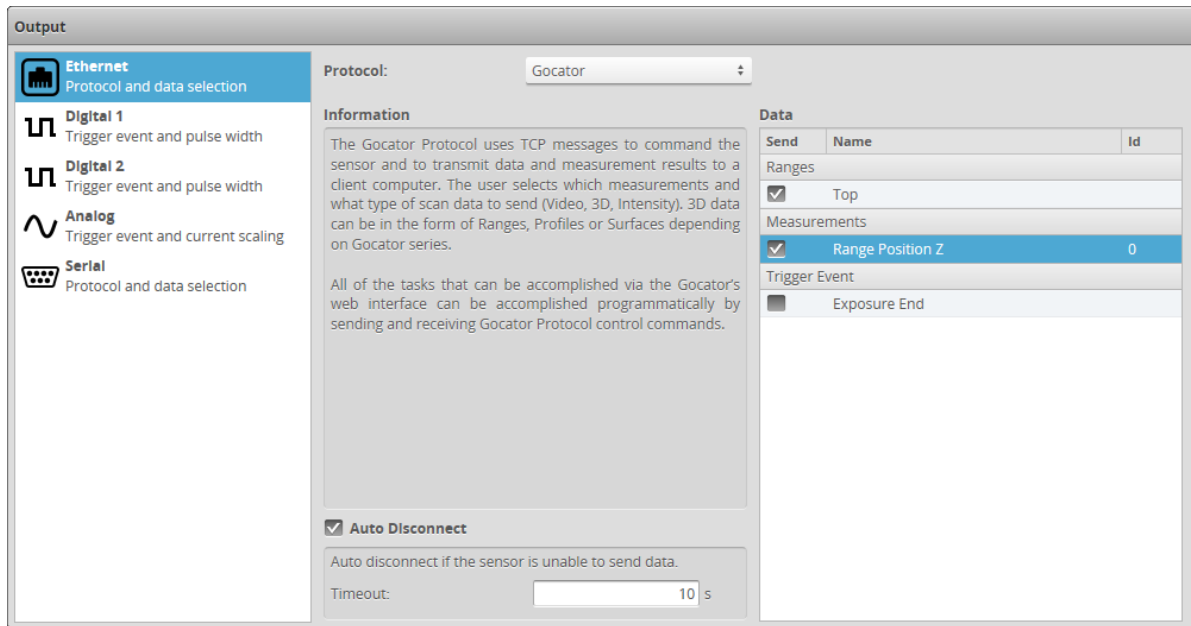 Output
Ethernet
Protocol and data selection
Digital 1
Trigger event and pulse width
Digital 2
Trigger event and pulse width
Analog
Trigger event and current scaling
Serial
Protocol and data selection
Protocol: Gocator
Information
The Gocator Protocol uses TCP messages to command the
sensor and to transmit data and measurement results to a
client computer. The user selects which measurements and
what type of scan data to send (Video, 3D, Intensity). 3D data
can be in the form of Ranges, Profiles or Surfaces depending
on Gocator series.
All of the tasks that can be accomplished via the Gocator's
web interface can be accomplished programmatically by
sending and receiving Gocator Protocol control commands.
Auto Disconnect
Auto disconnect if the sensor is unable to send data.
Timeout: 10 s
Data
Send Name Id
Ranges
Top
Measurements
Range Position Z 0
Trigger Event
Exposure End